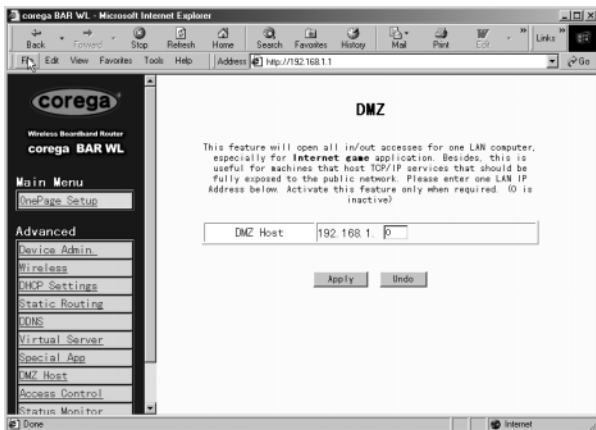 corega BAR WL - Microsoft Internet Explorer
Back Forward Stop Refresh Home Search Favorites History Mail Print Edit » Links »
File Edit View Favorites Tools Help Address http://192.168.1.1 Go
corega
Wireless Boardband Router
corega BAR WL
Main Menu
OnePage Setup
Advanced
Device Admin.
Wireless
DHCP Settings
Static Routing
DDNS
Virtual Server
Special App
DMZ Host
Access Control
Status Monitor
DMZ
This feature will open all in/out accesses for one LAN computer,
especially for Internet game application. Besides, this is
useful for machines that host TCP/IP services that should be
fully exposed to the public network. Please enter one LAN IP
Address below. Activate this feature only when required. (0 is
inactive)
DMZ Host 192.168.1. 0
Apply Undo
Done Internet